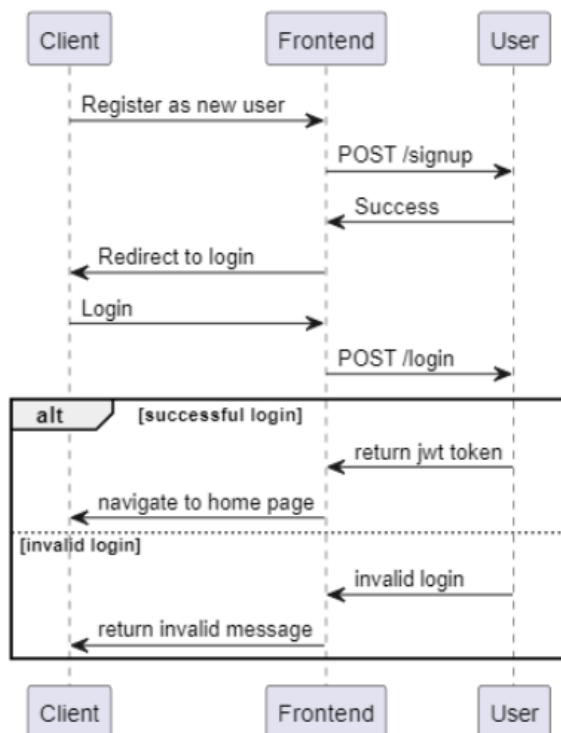 Client Frontend User
Register as new user
POST /signup
Success
Redirect to login
Login
POST /login
alt [successful login]
return jwt token
navigate to home page
[invalid login]
invalid login
return invalid message
Client Frontend User